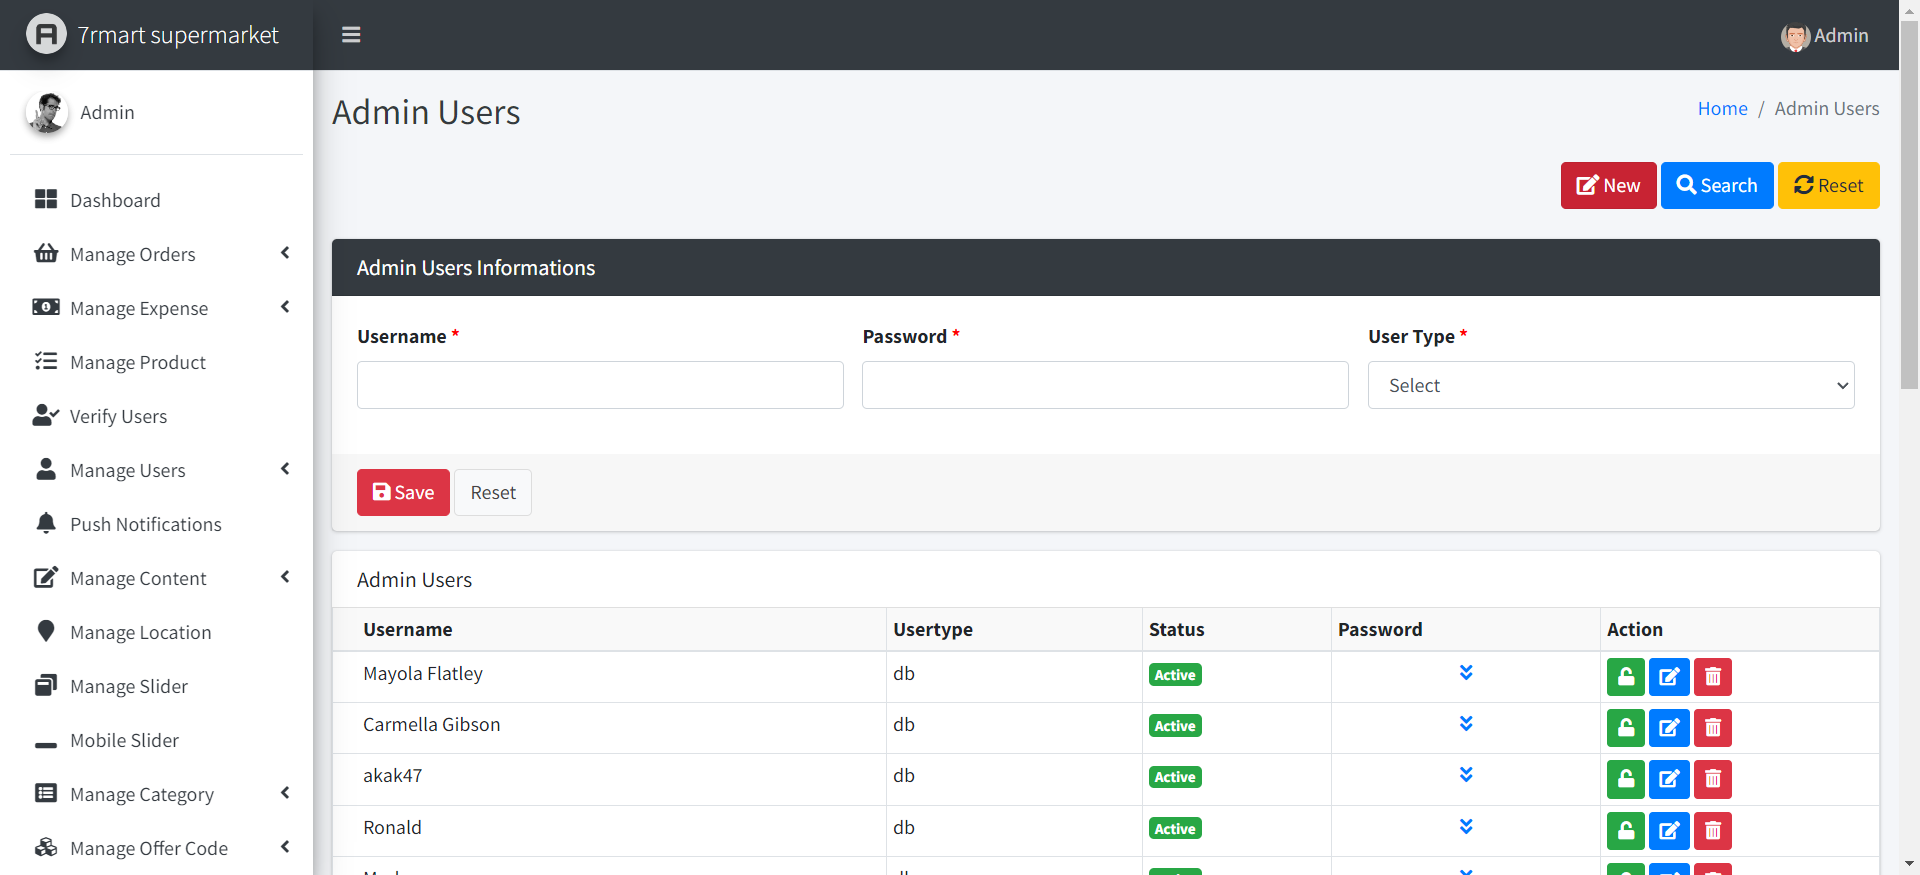 7rmart supermarket
Admin
Admin
Dashboard
Manage Orders
Manage Expense
Manage Product
Verify Users
Manage Users
Push Notifications
Manage Content
Manage Location
Manage Slider
Mobile Slider
Manage Category
Manage Offer Code
Admin Users
Home / Admin Users
New
Search
Reset
Admin Users Informations
Username *
Password *
User Type *
Select
Save
Reset
Admin Users
Username Usertype Status Password Action
Mayola Flatley db Active
Carmella Gibson db Active
akak47 db Active
Ronald db Active